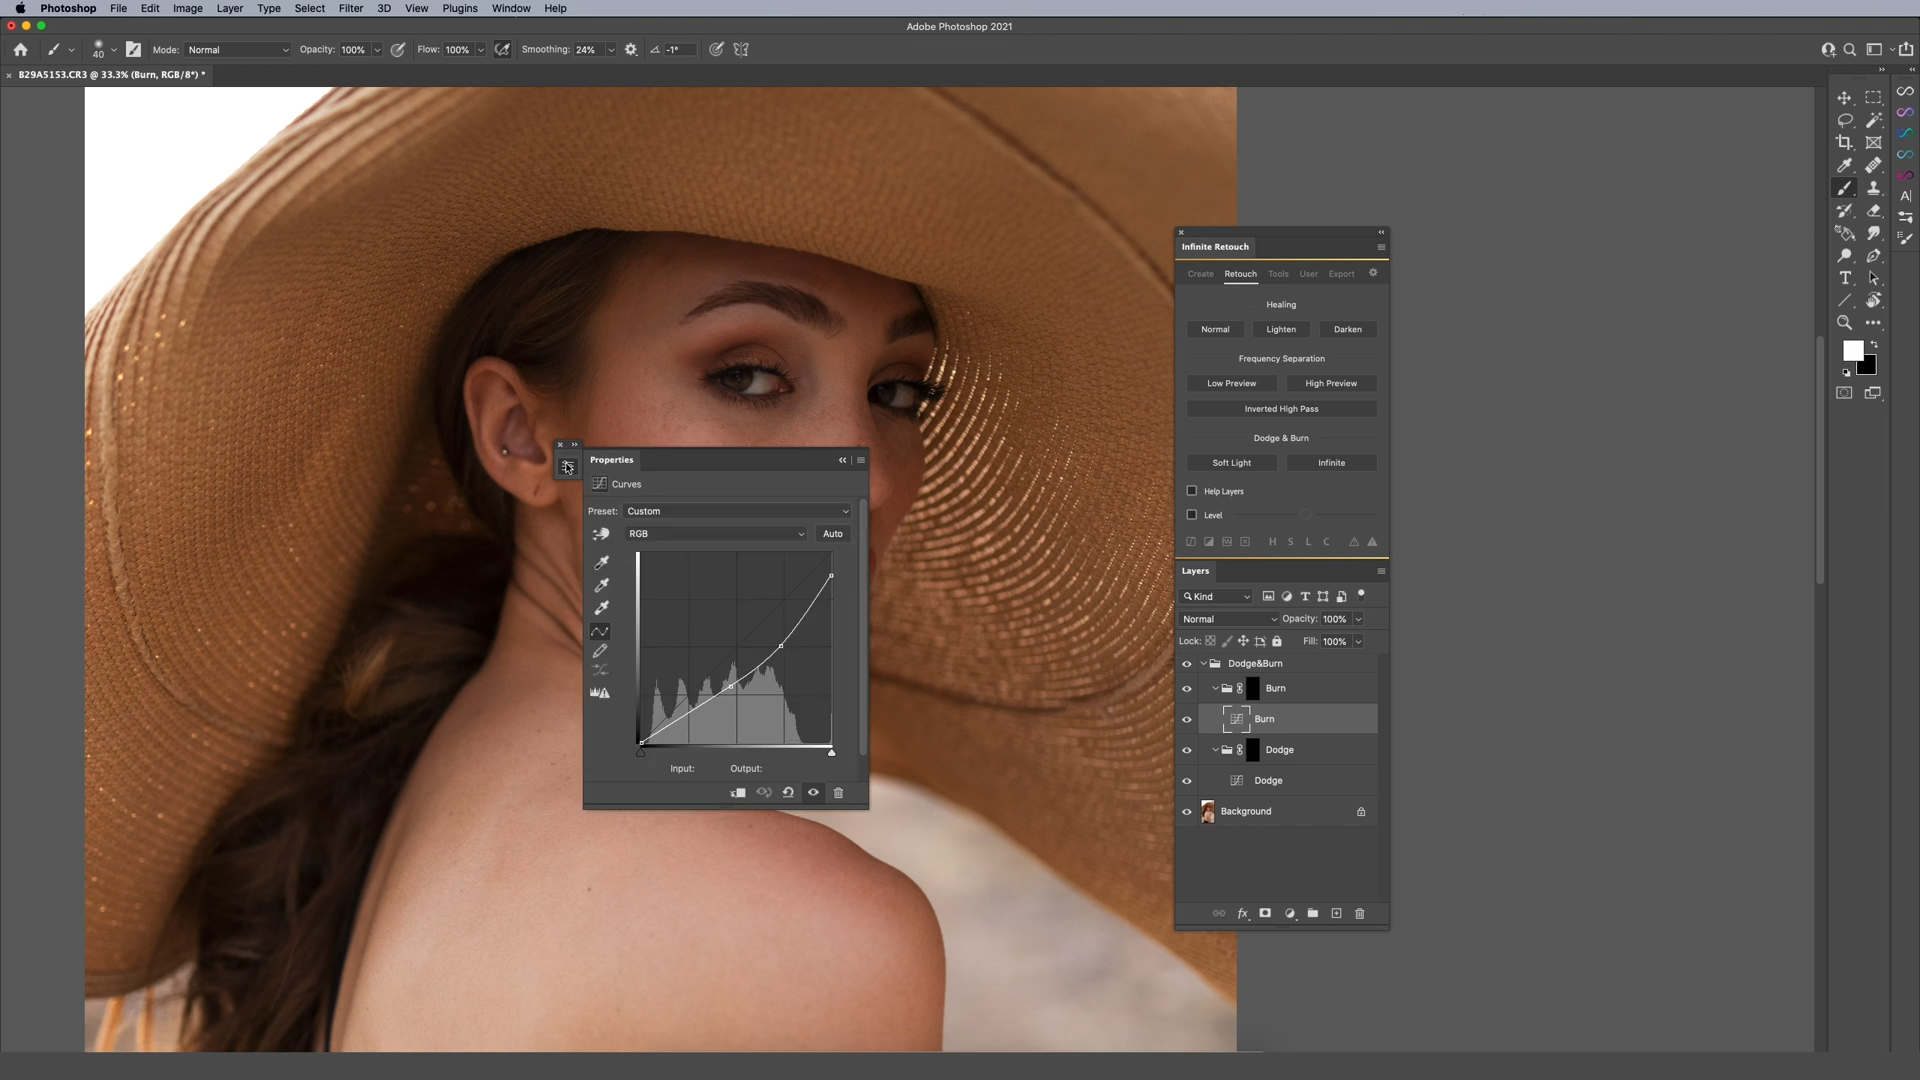 Photoshop File Edit Image Layer Type Select Filter 3D View Plugins Window Help
Adobe Photoshop 2021
40 Mode: Normal Opacity: 100% Flow: 100% Smoothing: 24% -1°
B29A5153.CR3 @ 33.3% (Burn, RGB/8*) *
Infinite Retouch
Create Retouch Tools User Export
Healing
Normal Lighten Darken
Frequency Separation
Low Preview High Preview
Inverted High Pass
Dodge & Burn
Soft Light Infinite
Help Layers
Level
H S L C
Properties
Curves
Preset: Custom
RGB Auto
Input: Output:
Layers
Kind
Normal Opacity: 100%
Lock: Fill: 100%
Dodge&Burn
Burn
Burn
Dodge
Dodge
Background